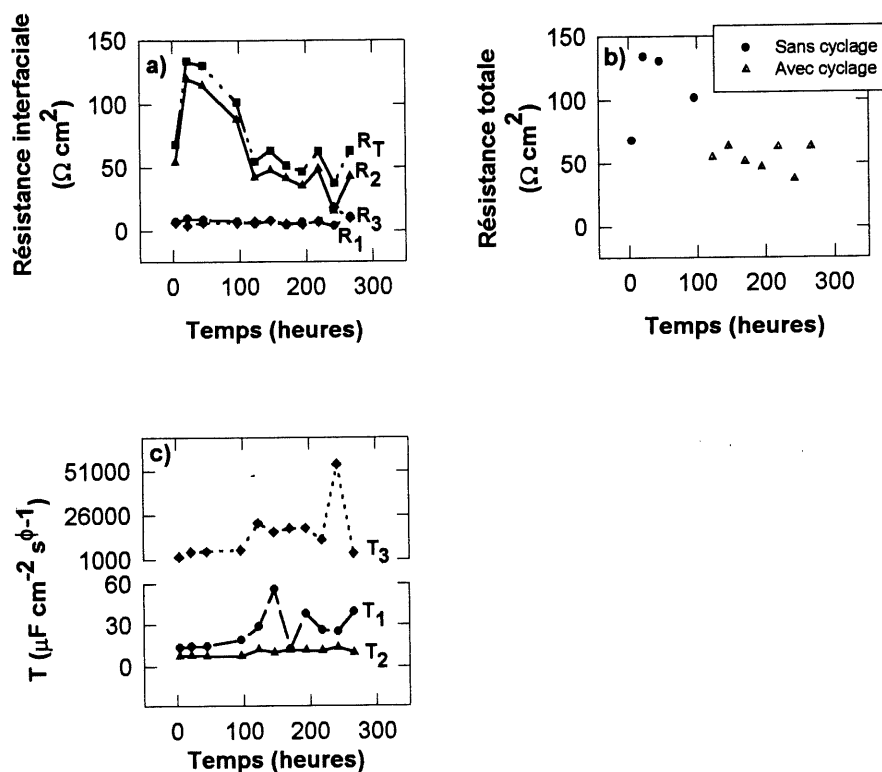 a)
Résistance interfaciale
(Ω cm²)
150
100
50
0
R_T
R_2
R_3
R_1
0 100 200 300
Temps (heures)
b)
Résistance totale
(Ω cm²)
150
100
50
0
Sans cyclage
Avec cyclage
0 100 200 300
Temps (heures)
c)
T (μF cm⁻² s^ϕ-1)
51000
26000
1000
60
30
0
T_3
T_1
T_2
0 100 200 300
Temps (heures)